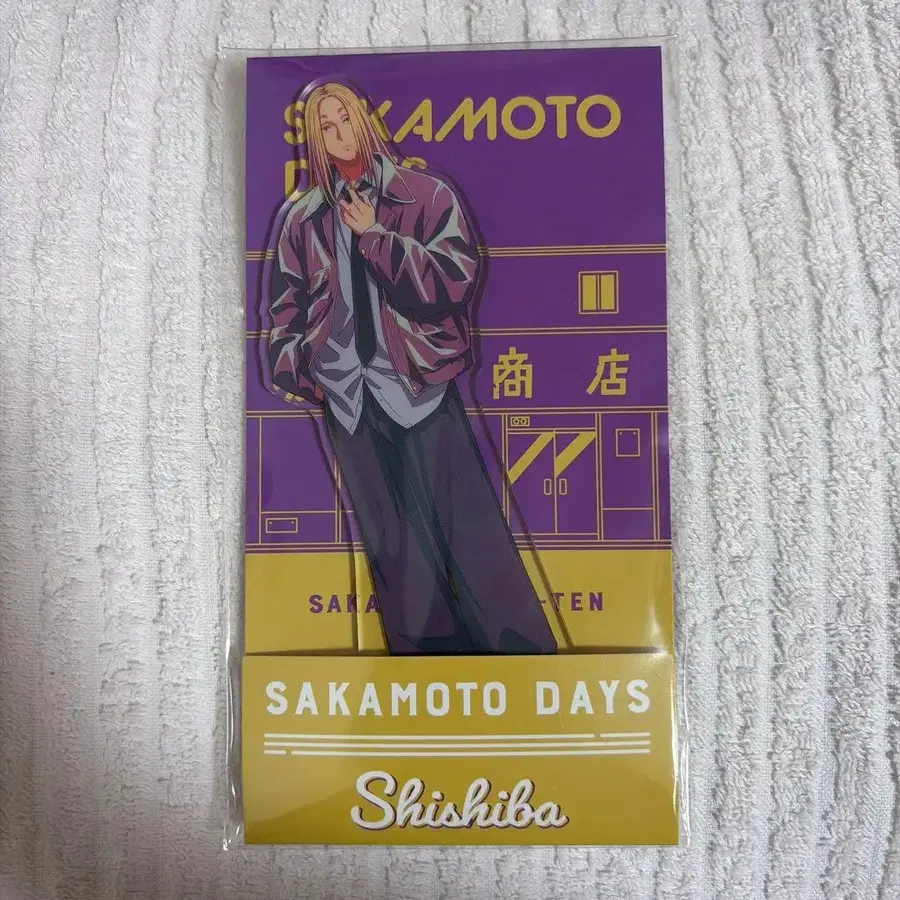 SAKAMOTO
商店
SAKA -TEN
SAKAMOTO DAYS
Shishiba